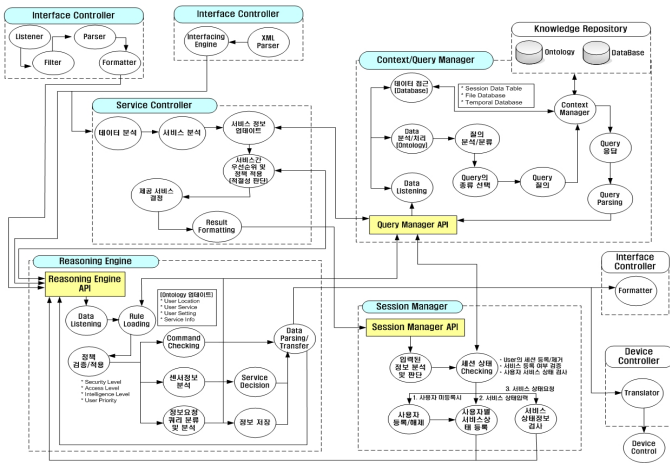 Interface Controller
Listener
Parser
Filter
Formatter
Interface Controller
Interfacing
Engine
XML
Parser
Knowledge Repository
Ontology
DataBase
Context/Query Manager
데이터 접근
[Database]
* Session Data Table
* File Database
* Temporal Database
Context
Manager
Data
분석/처리
[Ontology]
질의
분석/분류
Query의
종류 선택
Query
질의
Query
응답
Query
Parsing
Data
Listening
Query Manager API
Service Controller
데이터 분석
서비스 분석
서비스 정보
업데이트
서비스간
우선순위 및
정책 적용
(적절성 판단)
제공 서비스
결정
Result
Formatting
Reasoning Engine
Reasoning Engine
API
Data
Listening
Rule
Loading
[Ontology 업데이트]
* User Location
* User Service
* User Setting
* Service Info
정책
검증/적용
* Security Level
* Access Level
* Intelligence Level
* User Priority
Command
Checking
Data
Parsing/
Transfer
센서정보
분석
Service
Decision
정보요청
쿼리 분류
및 분석
정보 저장
Session Manager
Session Manager API
입력된
정보 분석
및 판단
세션 상태
Checking
* User의 세션 등록/제거
* 서비스 등록 여부 검증
* 사용자 서비스 상태 검사
3. 서비스 상태요청
1. 사용자 미등록시
2. 서비스 상태입력
사용자
등록/해제
사용자별
서비스상
태 등록
서비스
상태정보
검사
Interface
Controller
Formatter
Device
Controller
Translator
Device
Control